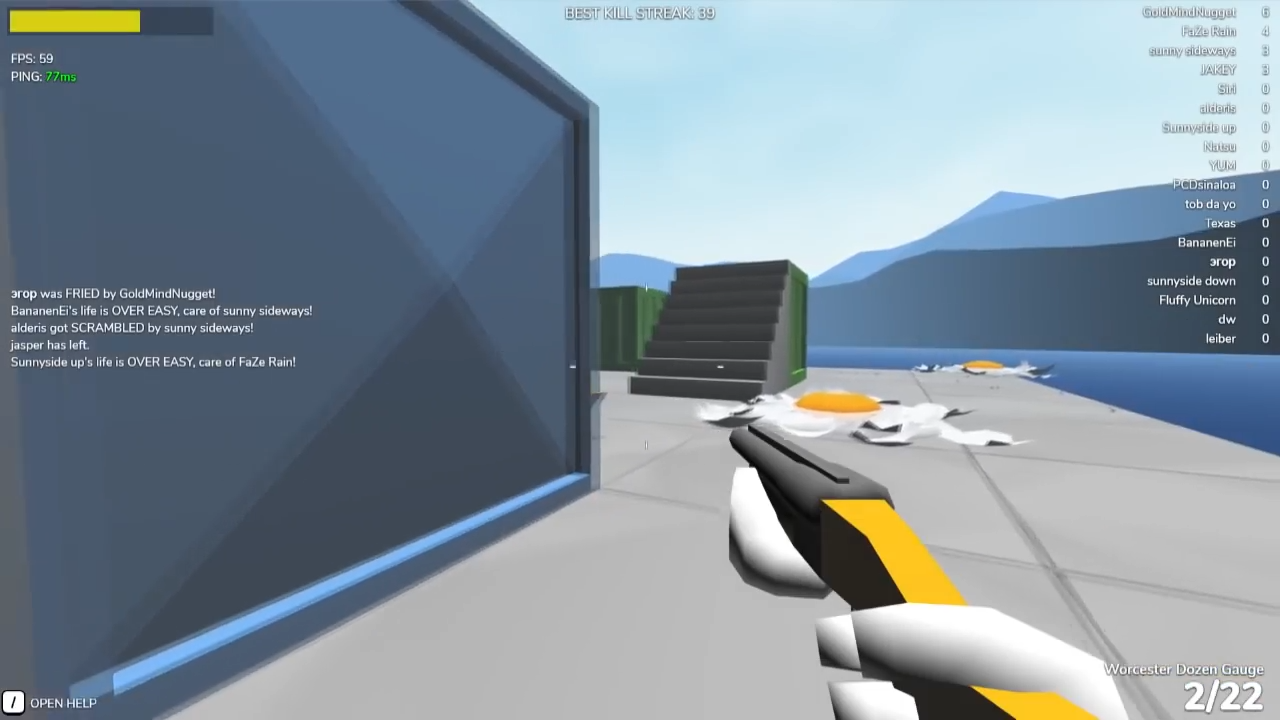 BEST KILL STREAK: 39
FPS: 59
PING: 77ms
GoldMindNugget 6
FaZe Rain 4
sunny sideways 3
JAKEY 3
Siri 0
alderis 0
Sunnyside up 0
Natsu 0
YUM 0
PCDsinaloa 0
tob da yo 0
Texas 0
BananenEi 0
эгор 0
sunnyside down 0
Fluffy Unicorn 0
dw 0
leiber 0
эгор was FRIED by GoldMindNugget!
BananenEi's life is OVER EASY, care of sunny sideways!
alderis got SCRAMBLED by sunny sideways!
jasper has left.
Sunnyside up's life is OVER EASY, care of FaZe Rain!
/ OPEN HELP
Worcester Dozen Gauge
2/22